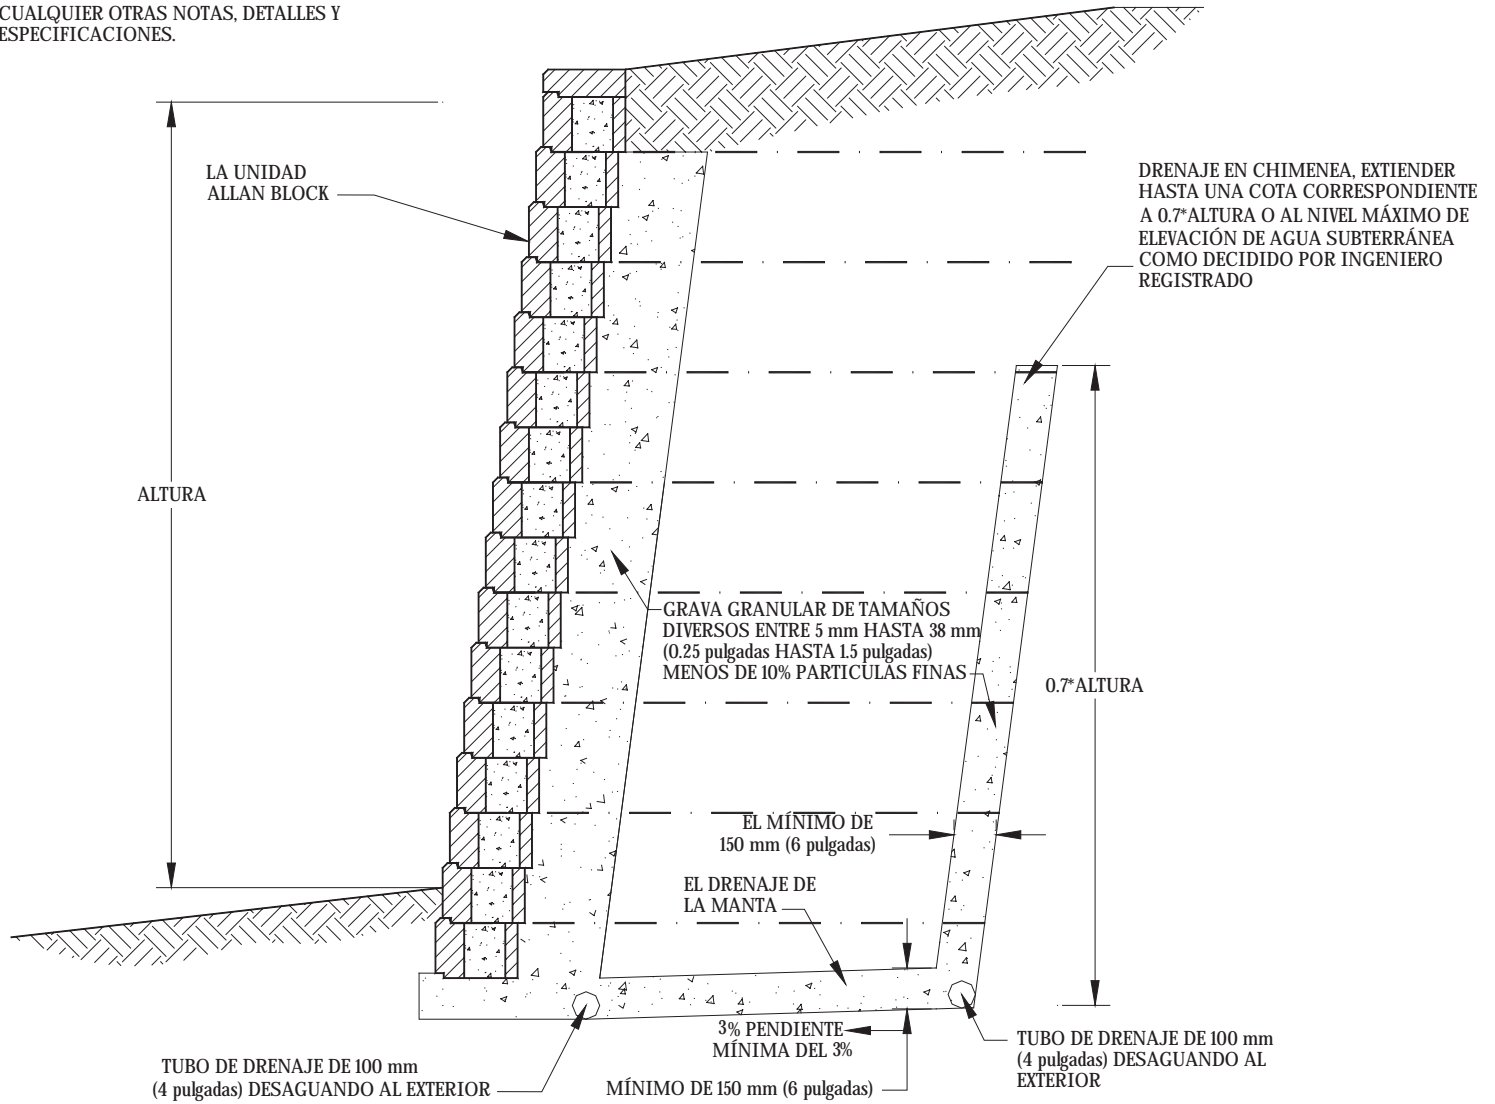 CUALQUIER OTRAS NOTAS, DETALLES Y
ESPECIFICACIONES.
LA UNIDAD
ALLAN BLOCK
DRENAJE EN CHIMENEA, EXTIENDER
HASTA UNA COTA CORRESPONDIENTE
A 0.7*ALTURA O AL NIVEL MÁXIMO DE
ELEVACIÓN DE AGUA SUBTERRÁNEA
COMO DECIDIDO POR INGENIERO
REGISTRADO
ALTURA
GRAVA GRANULAR DE TAMAÑOS
DIVERSOS ENTRE 5 mm HASTA 38 mm
(0.25 pulgadas HASTA 1.5 pulgadas)
MENOS DE 10% PARTICULAS FINAS
0.7*ALTURA
EL MÍNIMO DE
150 mm (6 pulgadas)
EL DRENAJE DE
LA MANTA
3% PENDIENTE
MÍNIMA DEL 3%
TUBO DE DRENAJE DE 100 mm
(4 pulgadas) DESAGUANDO AL EXTERIOR
MÍNIMO DE 150 mm (6 pulgadas)
TUBO DE DRENAJE DE 100 mm
(4 pulgadas) DESAGUANDO AL
EXTERIOR